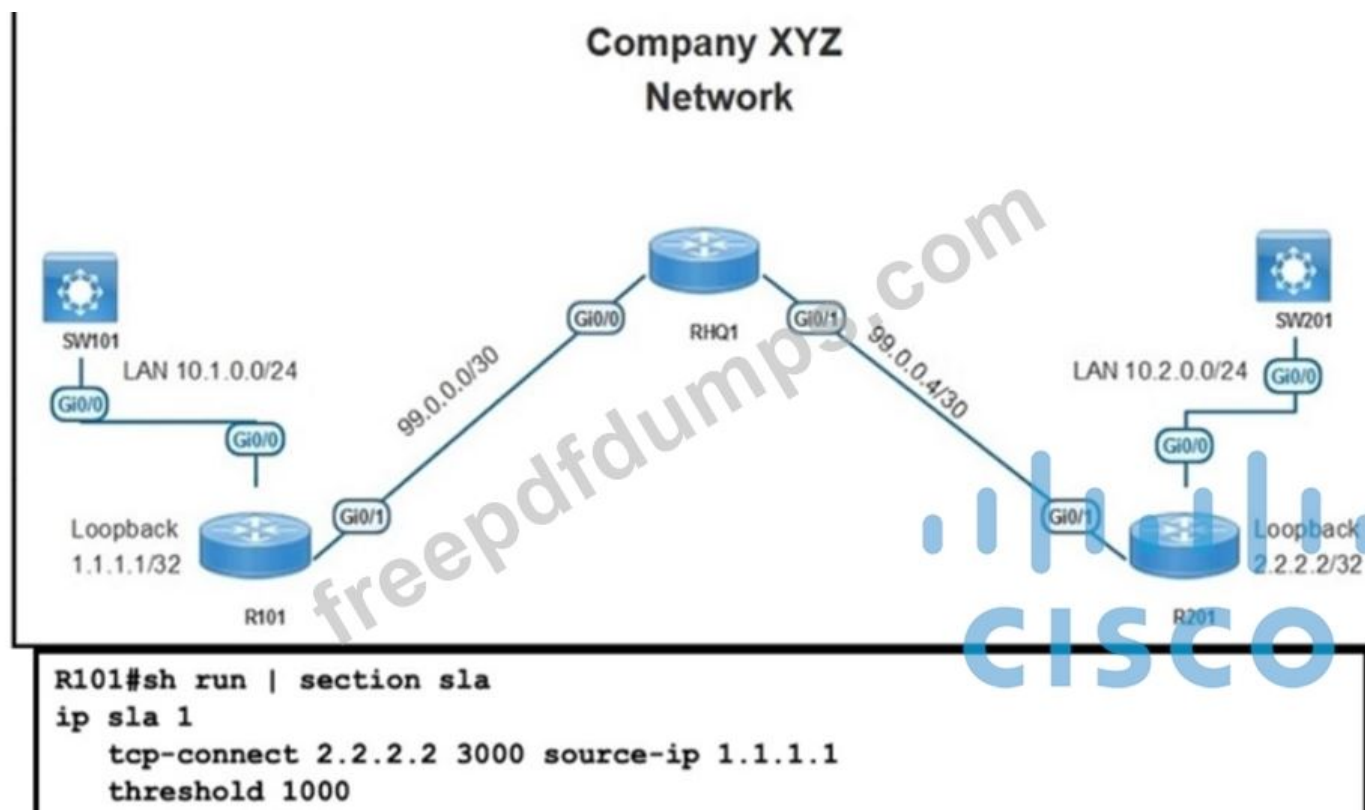 Company XYZ
Network
SW101
LAN 10.1.0.0/24
Gi0/0
Gi0/0
99.0.0.0/30
Gi0/0
RHQ1
Gi0/1
99.0.0.4/30
SW201
LAN 10.2.0.0/24
Gi0/0
Gi0/0
Loopback
1.1.1.1/32
Gi0/1
R101
Gi0/1
Loopback
2.2.2.2/32
R201
freepdfdumps.com
CISCO
R101#sh run | section sla
ip sla 1
tcp-connect 2.2.2.2 3000 source-ip 1.1.1.1
threshold 1000